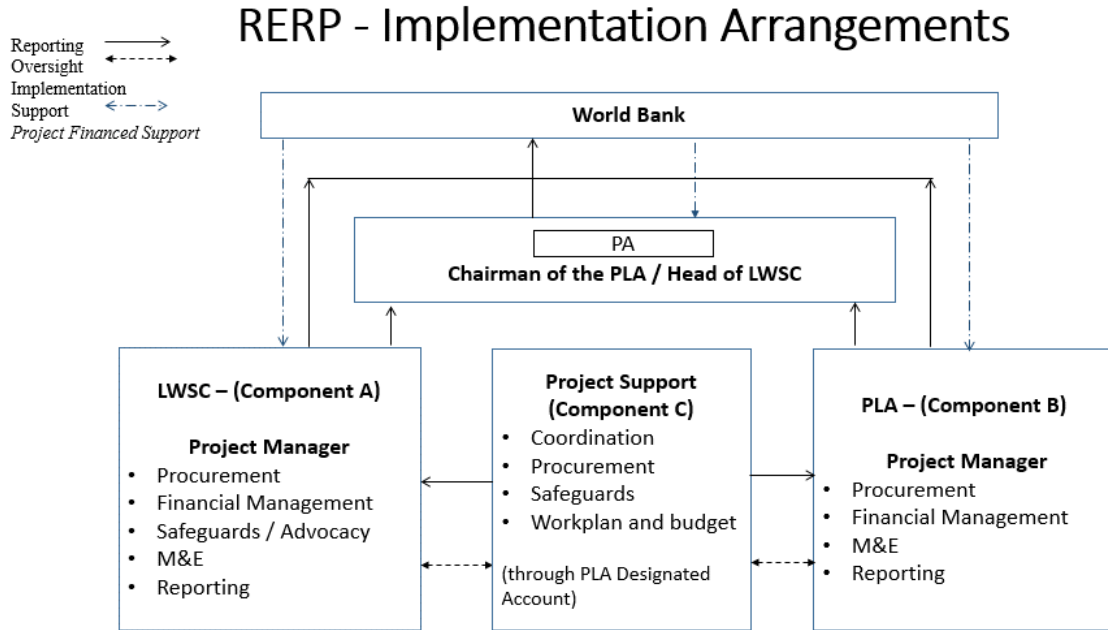 RERP - Implementation Arrangements
Reporting
Oversight
Implementation
Support
Project Financed Support
World Bank
PA
Chairman of the PLA / Head of LWSC
LWSC – (Component A)
Project Manager
• Procurement
• Financial Management
• Safeguards / Advocacy
• M&E
• Reporting
Project Support
(Component C)
• Coordination
• Procurement
• Safeguards
• Workplan and budget
(through PLA Designated
Account)
PLA – (Component B)
Project Manager
• Procurement
• Financial Management
• M&E
• Reporting